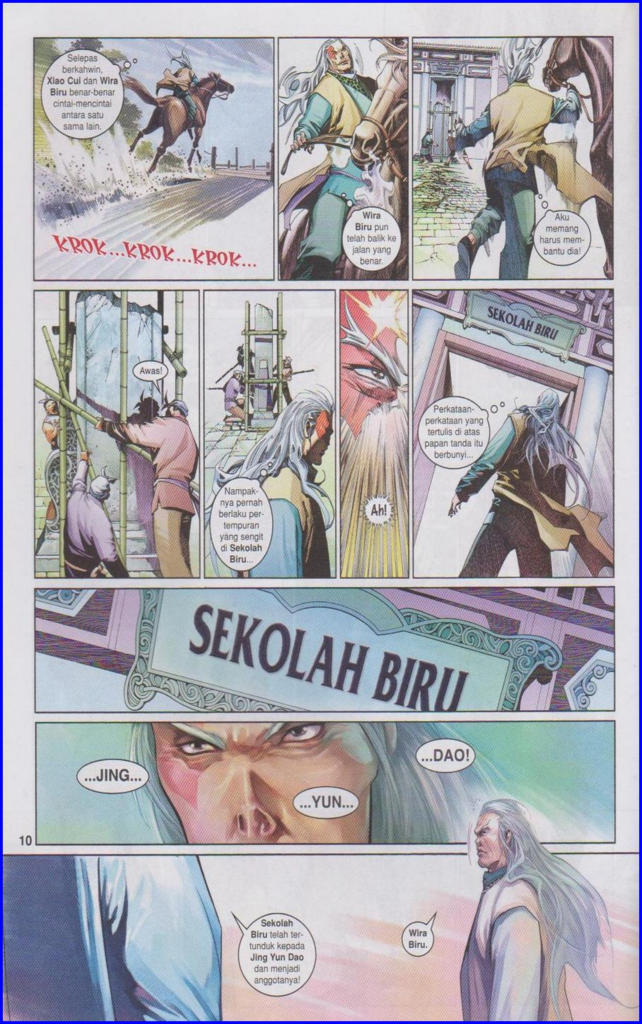 Selepas
berkahwin,
Xiao Cui dan Wira
Biru benar-benar
cintai-mencintai
antara satu
sama lain.
KROK...KROK...KROK...
Wira
Biru pun
telah balik ke
jalan yang
benar.
Aku
memang
harus mem-
bantu dia!
Awas!
Nampak-
nya pernah
berlaku per-
tempuran
yang sengit
di Sekolah
Biru...
Ah!
SEKOLAH BIRU
Perkataan-
perkataan yang
tertulis di atas
papan tanda itu
berbunyi...
SEKOLAH BIRU
...JING...
...YUN...
...DAO!
10
Sekolah
Biru telah ter-
tunduk kepada
Jing Yun Dao
dan menjadi
anggotanya!
Wira
Biru.